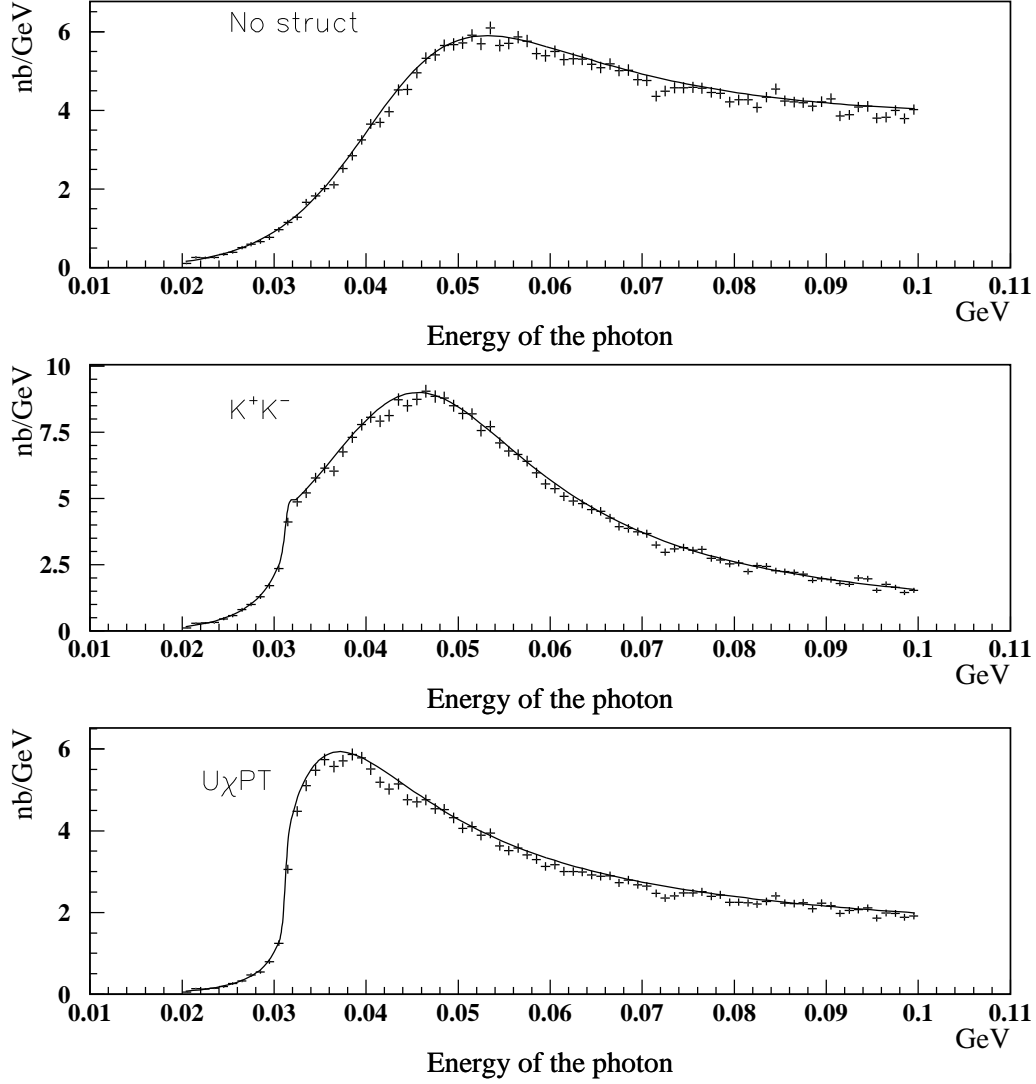 nb/GeV
No struct
6
4
2
0
0.01 0.02 0.03 0.04 0.05 0.06 0.07 0.08 0.09 0.1 0.11
GeV
Energy of the photon
nb/GeV
K⁺K⁻
10
7.5
5
2.5
0
0.01 0.02 0.03 0.04 0.05 0.06 0.07 0.08 0.09 0.1 0.11
GeV
Energy of the photon
nb/GeV
UχPT
6
4
2
0
0.01 0.02 0.03 0.04 0.05 0.06 0.07 0.08 0.09 0.1 0.11
GeV
Energy of the photon